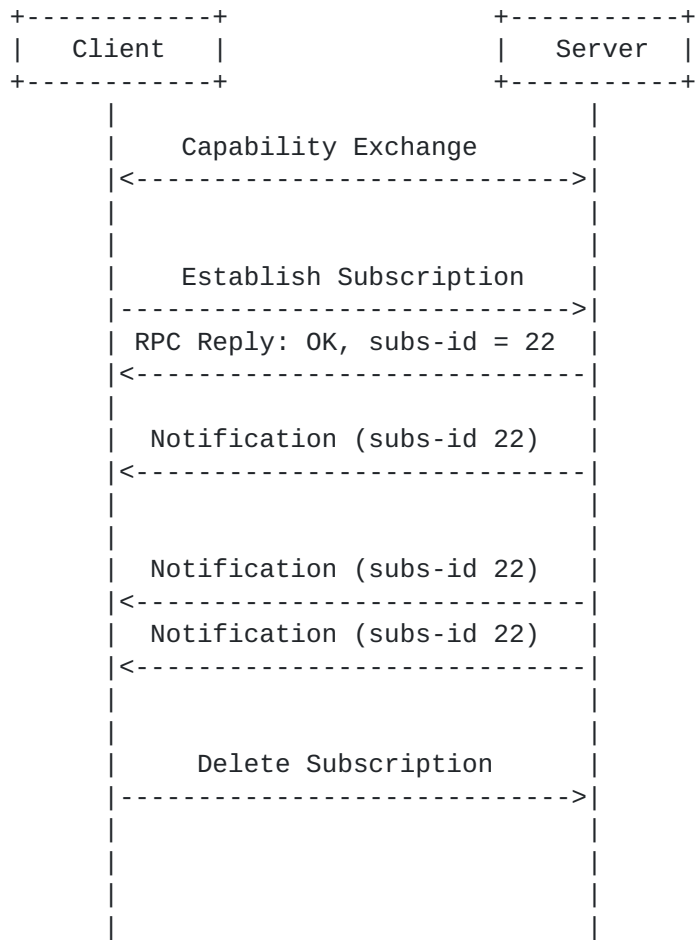 Client Server
Capability Exchange
Establish Subscription
RPC Reply: OK, subs-id = 22
Notification (subs-id 22)
Notification (subs-id 22)
Notification (subs-id 22)
Delete Subscription